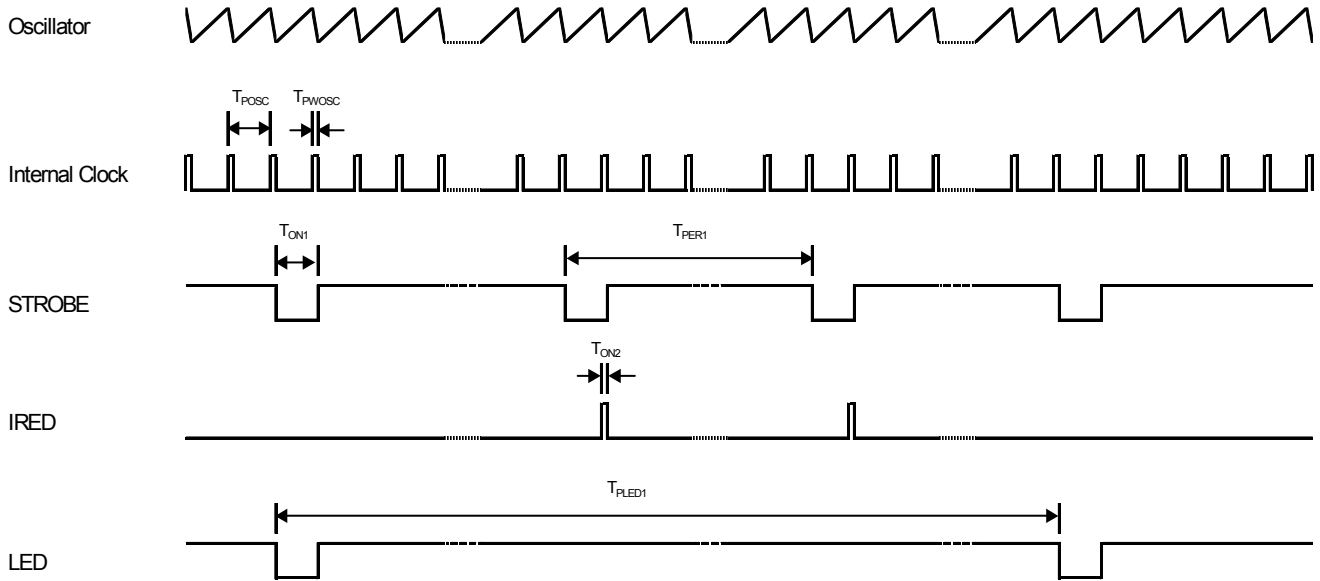 Oscillator
TPOSC TPWOSC
Internal Clock
TON1 TPER1
STROBE
TON2
IRED
TPLED1
LED